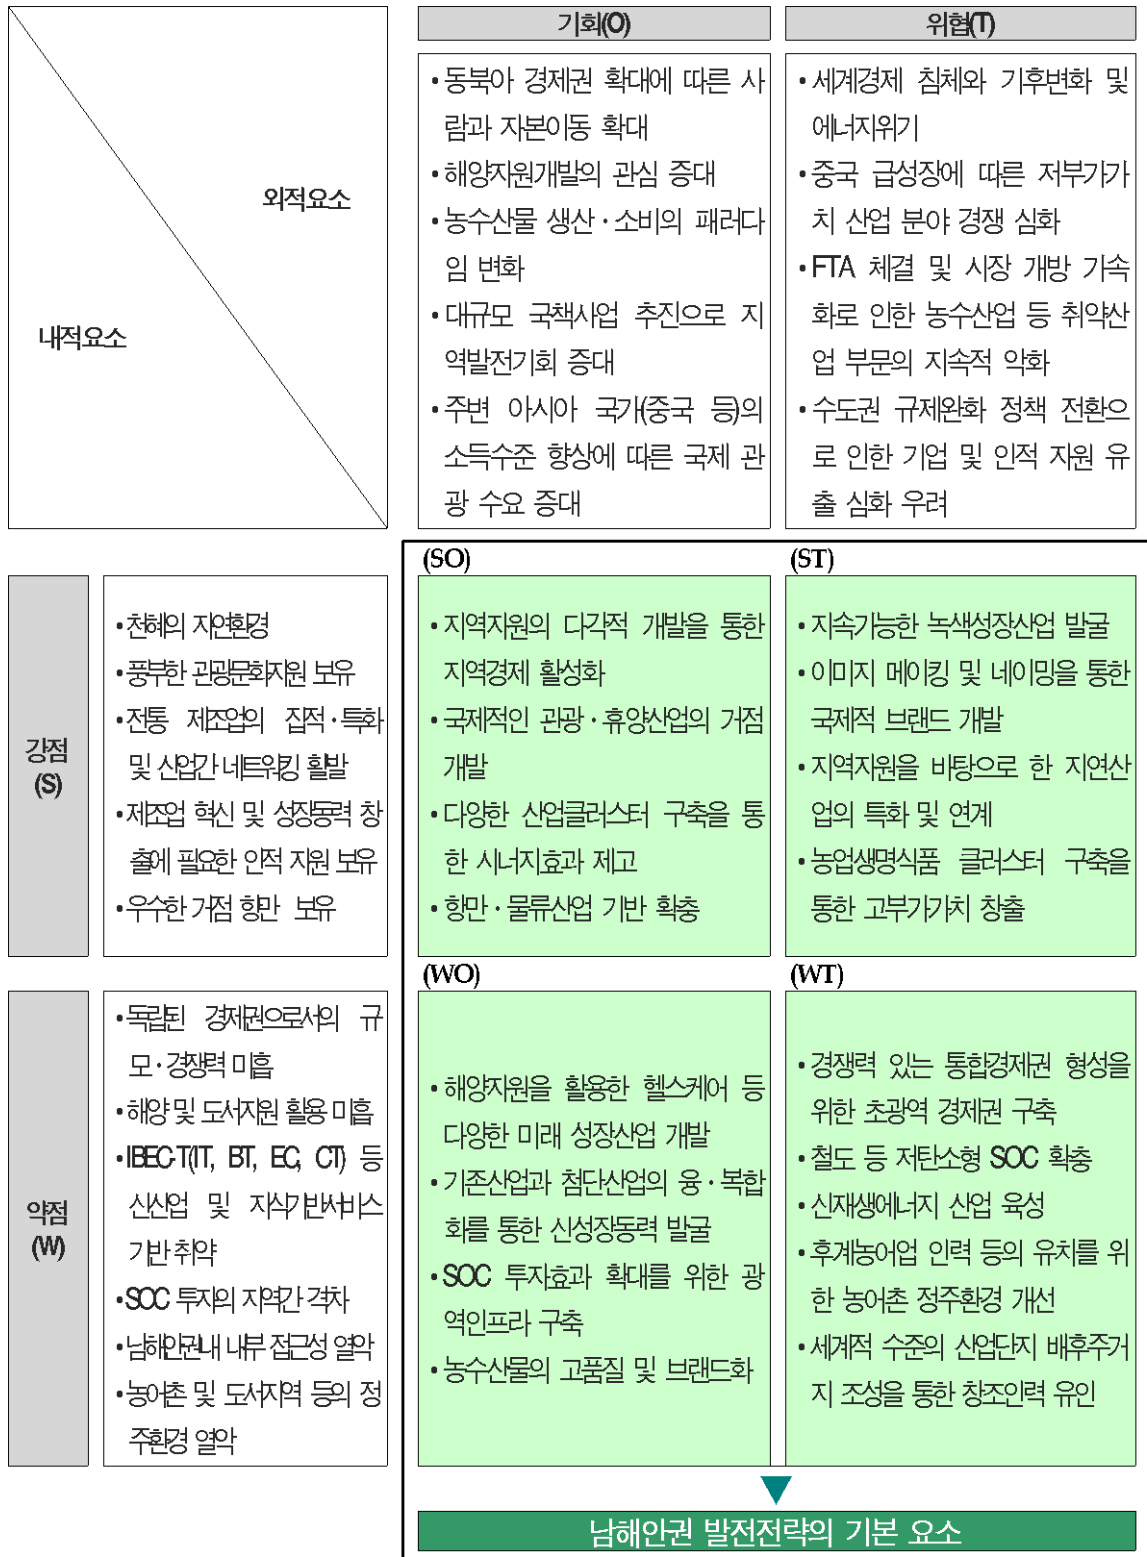 기회(O)
위협(T)
외적요소
내적요소
• 동북아 경제권 확대에 따른 사
람과 자본이동 확대
• 해양자원개발의 관심 증대
• 농수산물 생산·소비의 패러다
임 변화
• 대규모 국책사업 추진으로 지
역발전기회 증대
• 주변 아시아 국가(중국 등)의
소득수준 향상에 따른 국제 관
광 수요 증대
• 세계경제 침체와 기후변화 및
에너지위기
• 중국 급성장에 따른 저부가가
치 산업 분야 경쟁 심화
• FTA 체결 및 시장 개방 가속
화로 인한 농수산업 등 취약산
업 부문의 지속적 악화
• 수도권 규제완화 정책 전환으
로 인한 기업 및 인적 자원 유
출 심화 우려
강점
(S)
• 천혜의 자연환경
• 풍부한 관광문화자원 보유
• 전통 제조업의 집적·특화
및 산업간 네트워킹 활발
• 제조업 혁신 및 성장동력 창
출에 필요한 인적 자원 보유
• 우수한 거점 항만 보유
(SO)
• 지역자원의 다각적 개발을 통한
지역경제 활성화
• 국제적인 관광·휴양산업의 거점
개발
• 다양한 산업클러스터 구축을 통
한 시너지효과 제고
• 항만·물류산업 기반 확충
(ST)
• 지속가능한 녹색성장산업 발굴
• 이미지 메이킹 및 네이밍을 통한
국제적 브랜드 개발
• 지역자원을 바탕으로 한 지연산
업의 특화 및 연계
• 농업생명식품 클러스터 구축을
통한 고부가가치 창출
약점
(W)
• 독립된 경제권으로서의 규
모·경쟁력 미흡
• 해양 및 도서자원 활용 미흡
• IBEC-T(IT, BT, EC, CT) 등
신산업 및 지식기반서비스
기반 취약
• SOC 투자의 지역간 격차
• 남해안권내 내부 접근성 열악
• 농어촌 및 도서지역 등의 정
주환경 열악
(WO)
• 해양자원을 활용한 헬스케어 등
다양한 미래 성장산업 개발
• 기존산업과 첨단산업의 융·복합
화를 통한 신성장동력 발굴
• SOC 투자효과 확대를 위한 광
역인프라 구축
• 농수산물의 고품질 및 브랜드화
(WT)
• 경쟁력 있는 통합경제권 형성을
위한 초광역 경제권 구축
• 철도 등 저탄소형 SOC 확충
• 신재생에너지 산업 육성
• 후계농어업 인력 등의 유치를 위
한 농어촌 정주환경 개선
• 세계적 수준의 산업단지 배후주거
지 조성을 통한 창조인력 유인
남해안권 발전전략의 기본 요소